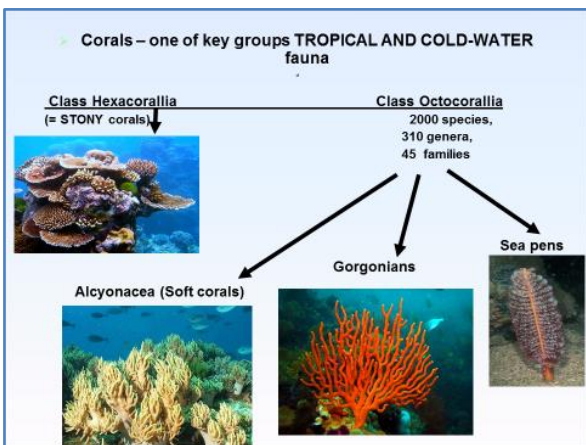 Corals – one of key groups TROPICAL AND COLD-WATER
fauna
Class Hexacorallia
(= STONY corals)
Class Octocorallia
2000 species,
310 genera,
45 families
Sea pens
Gorgonians
Alcyonacea (Soft corals)